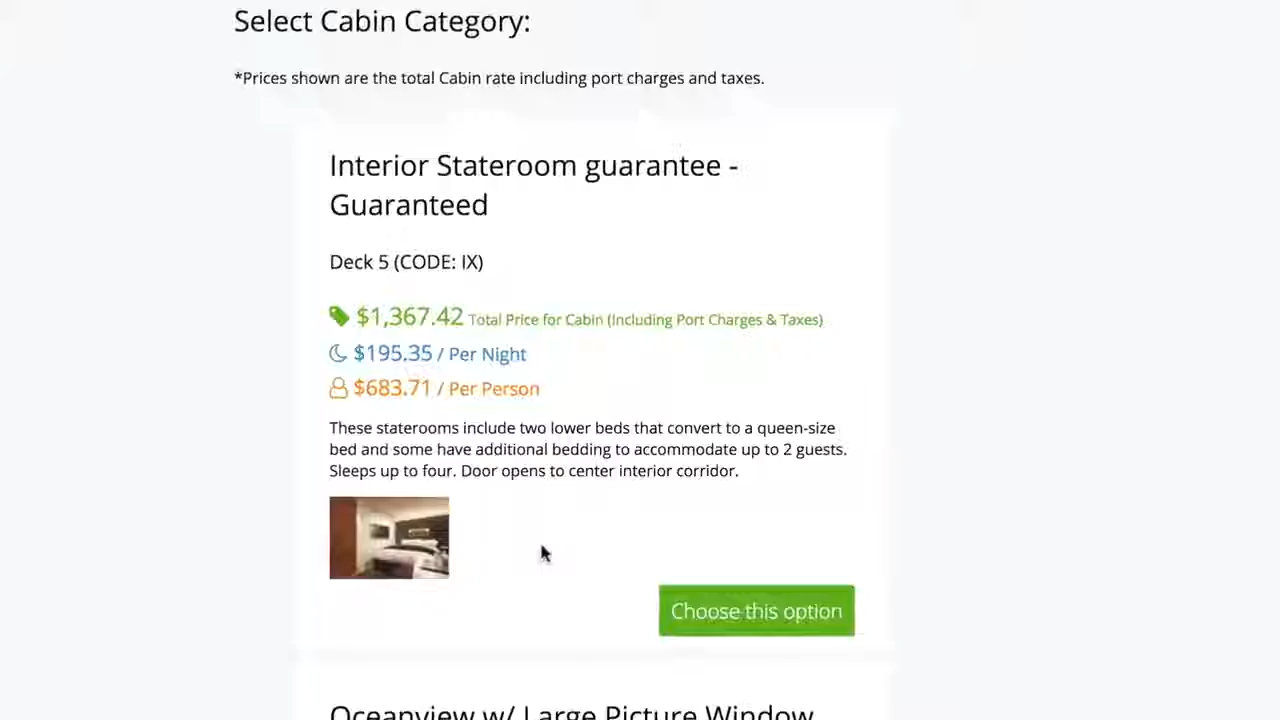 Select Cabin Category:
*Prices shown are the total Cabin rate including port charges and taxes.
Interior Stateroom guarantee -
Guaranteed
Deck 5 (CODE: IX)
$1,367.42 Total Price for Cabin (Including Port Charges & Taxes)
$195.35 / Per Night
$683.71 / Per Person
These staterooms include two lower beds that convert to a queen-size
bed and some have additional bedding to accommodate up to 2 guests.
Sleeps up to four. Door opens to center interior corridor.
Choose this option
Oceanview w/ Large Picture Window